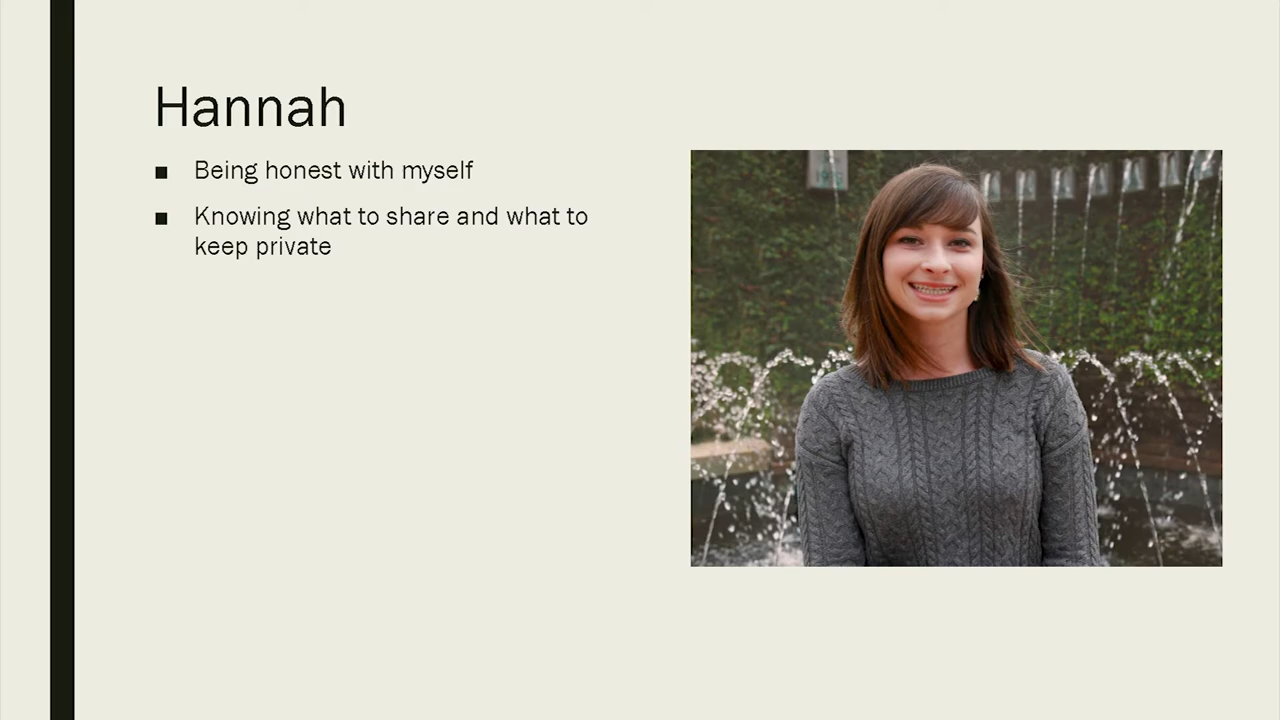 Hannah
■ Being honest with myself
■ Knowing what to share and what to
keep private